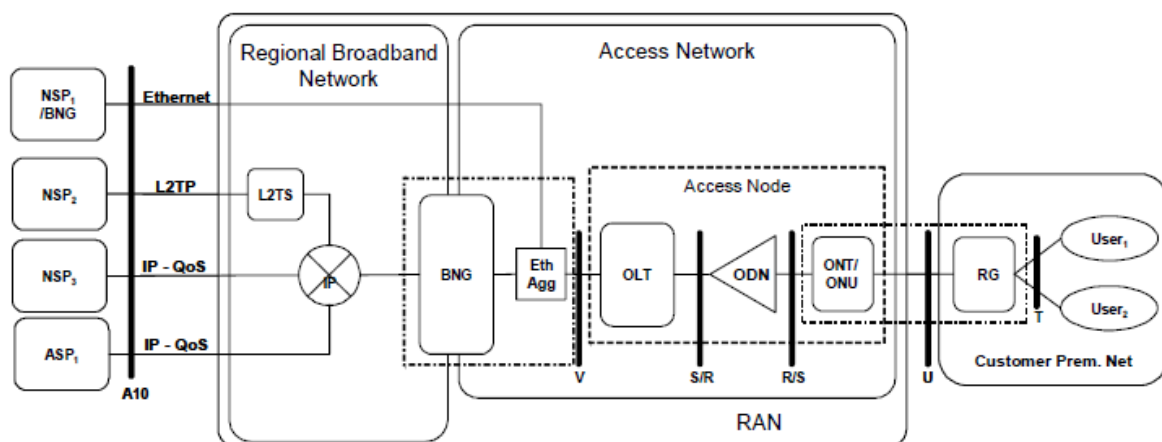 Regional Broadband
Network
Access Network
NSP1
/BNG
Ethernet
NSP2
L2TP
L2TS
Access Node
NSP3
IP - QoS
IP
BNG
Eth
Agg
OLT
ODN
ONT/
ONU
RG
User1
User2
T
ASP1
IP - QoS
A10
V
S/R
R/S
U
Customer Prem. Net
RAN